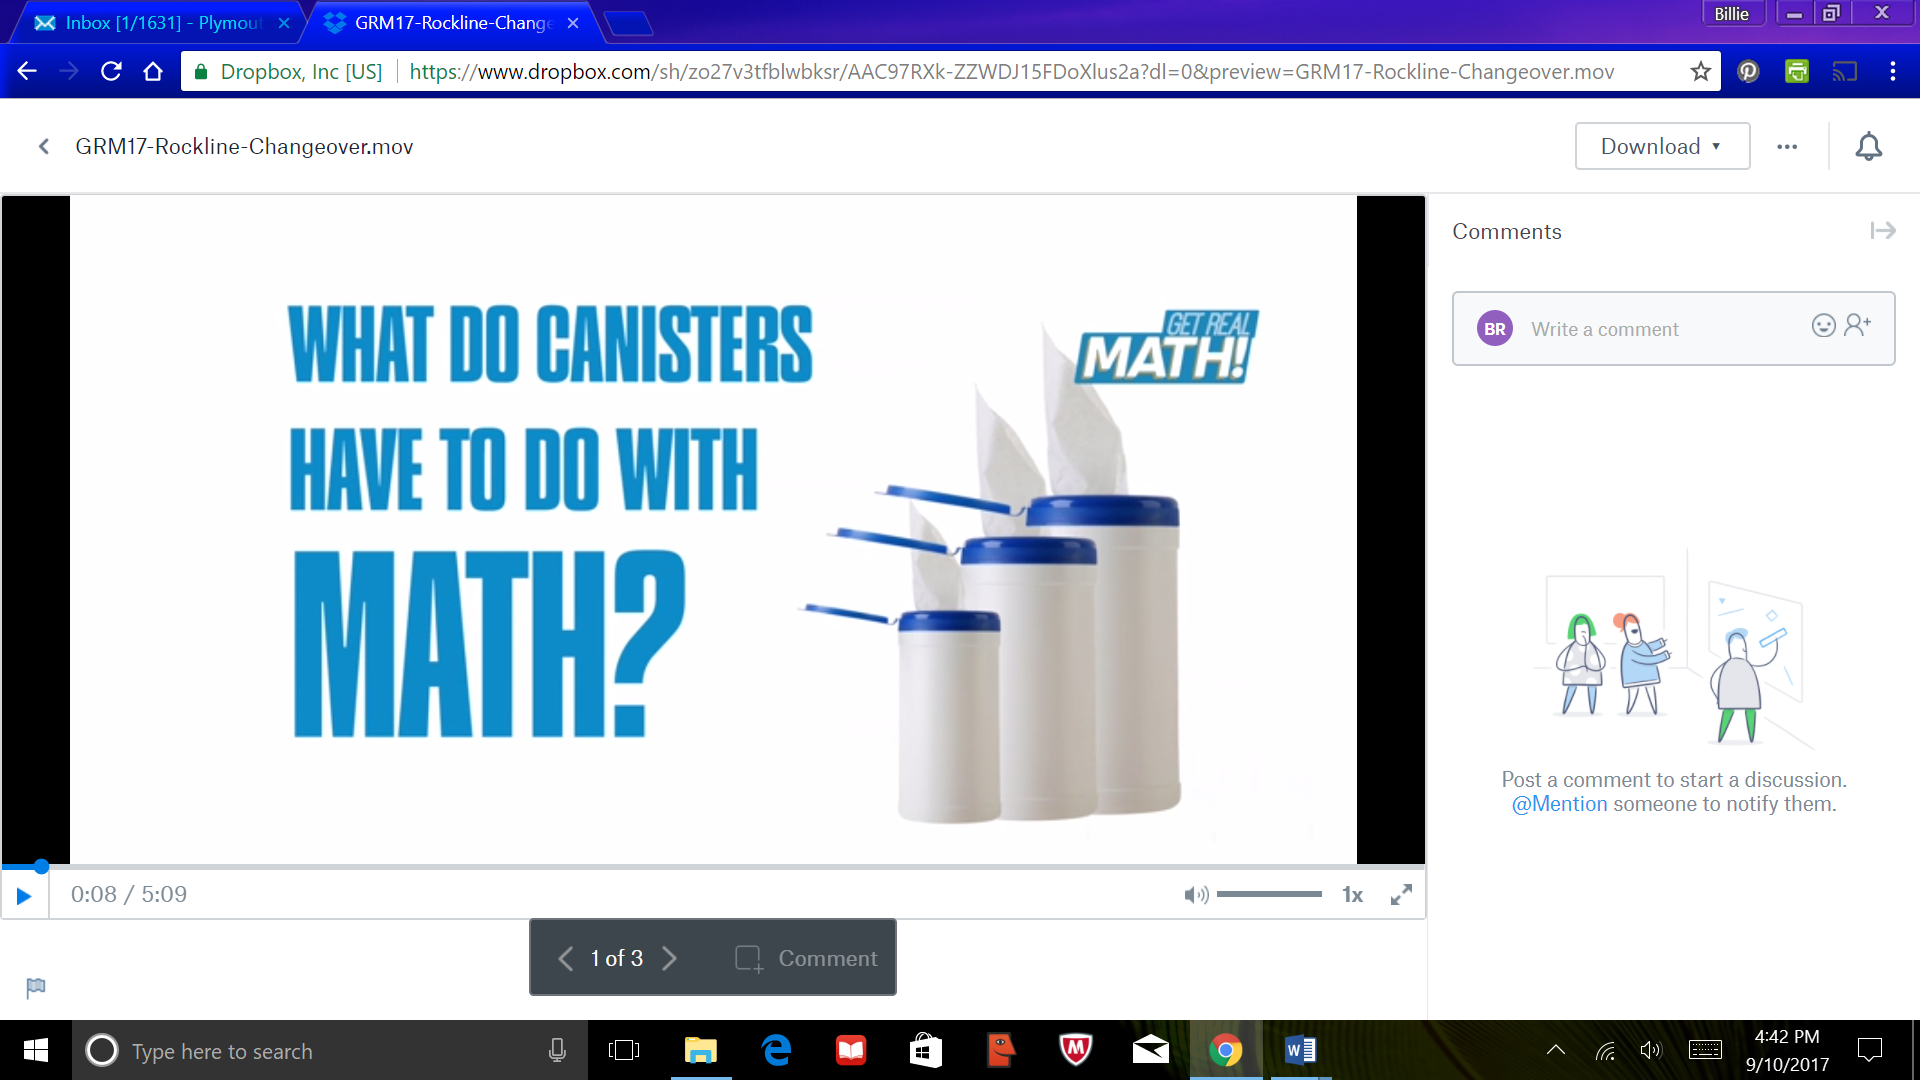 Inbox [1/1631] - Plymout
GRM17-Rockline-Change
Billie
Dropbox, Inc [US]
https://www.dropbox.com/sh/zo27v3tfblwbksr/AAC97RXk-ZZWDJ15FDoXlus2a?dl=0&preview=GRM17-Rockline-Changeover.mov
GRM17-Rockline-Changeover.mov
Download
WHAT DO CANISTERS
HAVE TO DO WITH
MATH?
GET REAL
MATH!
0:08 / 5:09
1x
1 of 3
Comment
Comments
BR
Write a comment
Post a comment to start a discussion.
@Mention someone to notify them.
Type here to search
4:42 PM
9/10/2017